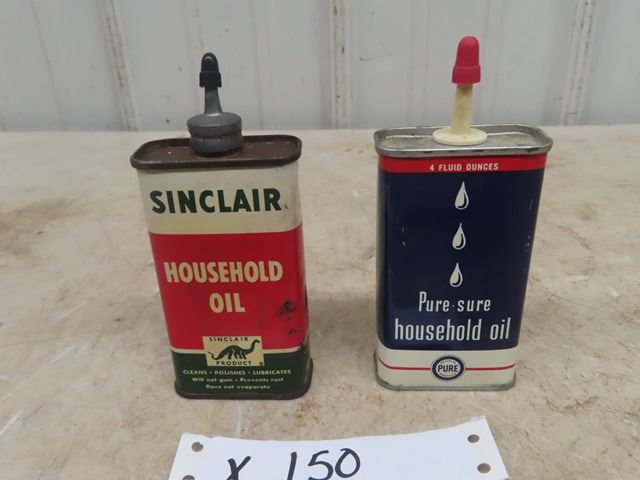 SINCLAIR
HOUSEHOLD
OIL
SINCLAIR
PRODUCT
CLEANS • POLISHES • LUBRICATES
Will not gum • Prevents rust
Does not evaporate
4 FLUID OUNCES
Pure-sure
household oil
PURE
X 150